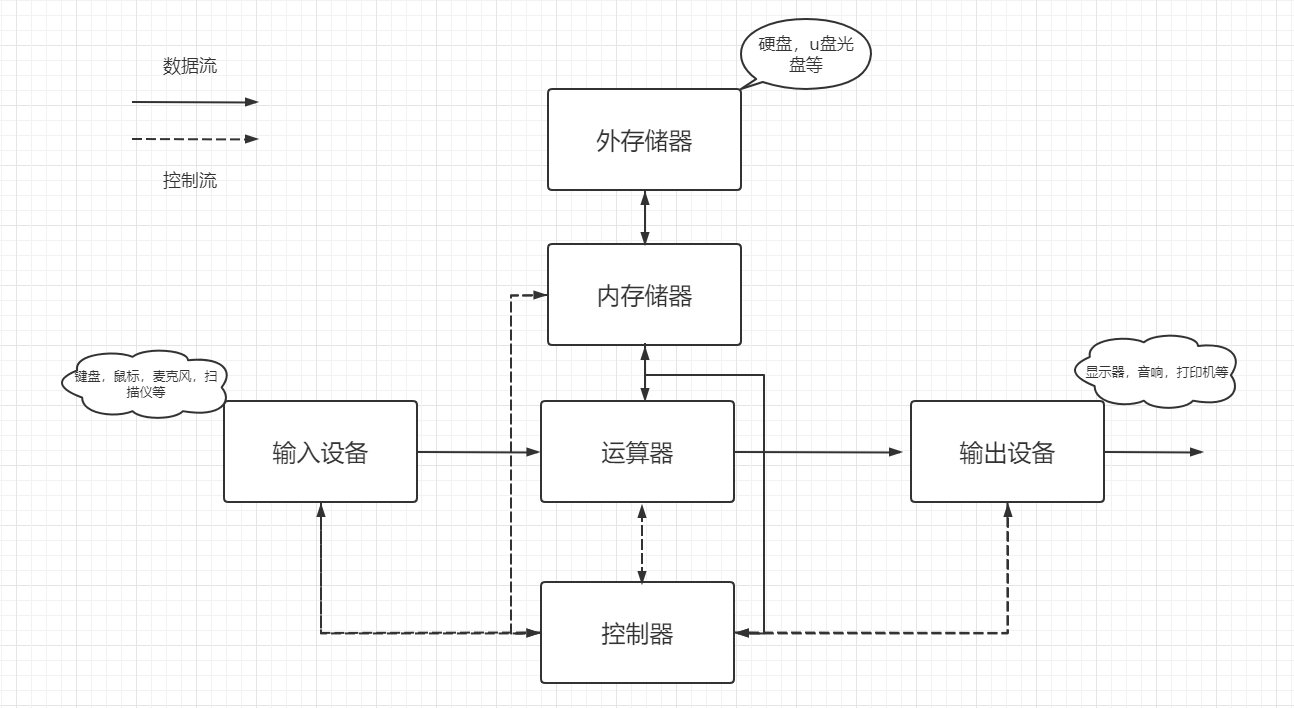 硬盘，u盘光
盘等
数据流
控制流
外存储器
内存储器
键盘，鼠标，麦克风，扫
描仪等
显示器，音响，打印机等
输入设备
运算器
输出设备
控制器